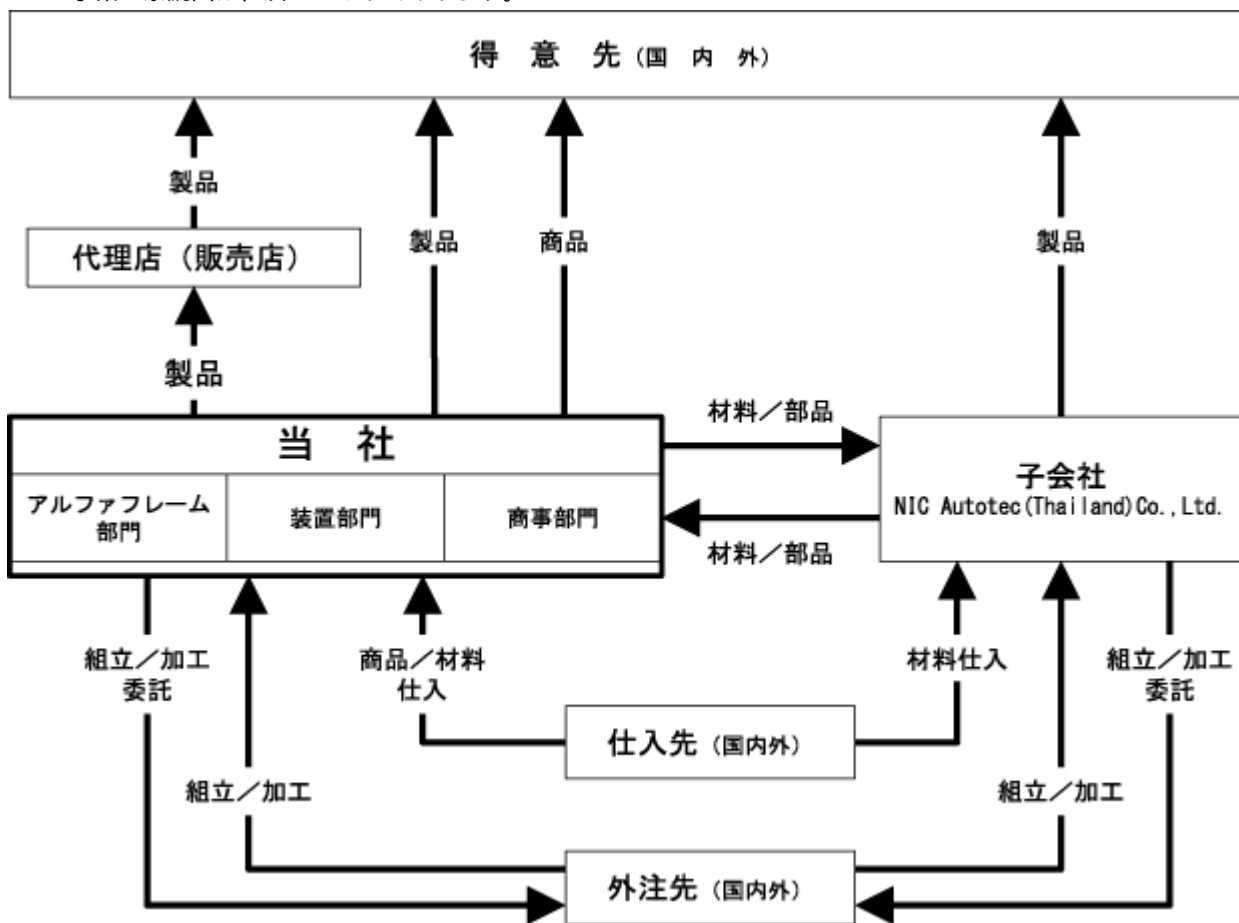 得 意 先 (国 内 外)
製品
代理店 (販売店)
製品
商品
製品
製品
当 社
アルファフレーム
部門
装置部門
商事部門
材料/部品
材料/部品
子会社
NIC Autotec(Thailand)Co.,Ltd.
組立/加工
委託
商品/材料
仕入
材料仕入
組立/加工
委託
仕入先 (国内外)
組立/加工
組立/加工
外注先 (国内外)